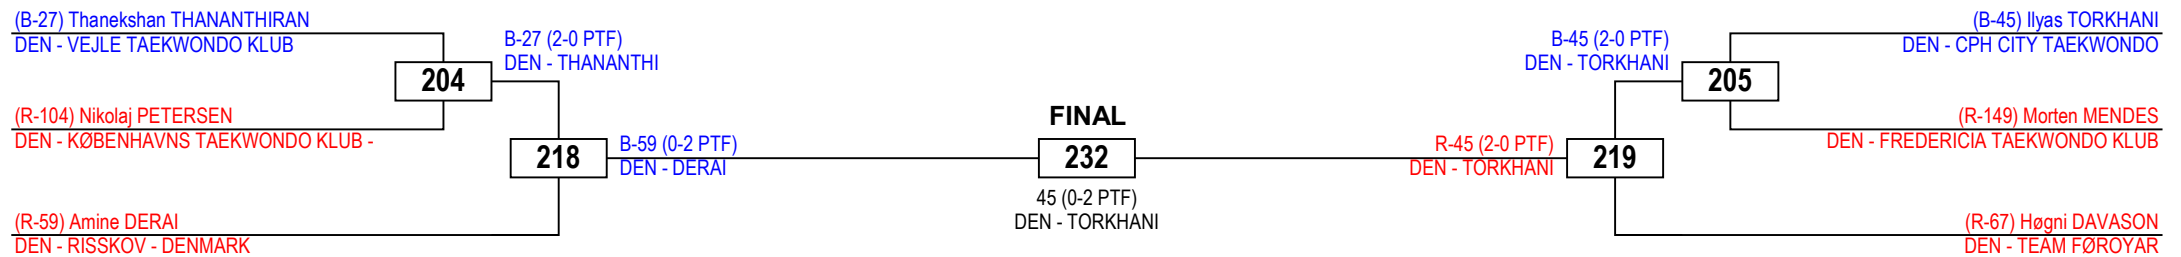 (B-27) Thanekshan THANANTHIRAN
DEN - VEJLE TAEKWONDO KLUB
B-27 (2-0 PTF)
DEN - THANANTHI
204
(R-104) Nikolaj PETERSEN
DEN - KØBENHAVNS TAEKWONDO KLUB -
218
B-59 (0-2 PTF)
DEN - DERAI
(R-59) Amine DERAI
DEN - RISSKOV - DENMARK
FINAL
232
45 (0-2 PTF)
DEN - TORKHANI
(B-45) Ilyas TORKHANI
DEN - CPH CITY TAEKWONDO
B-45 (2-0 PTF)
DEN - TORKHANI
205
(R-149) Morten MENDES
DEN - FREDERICIA TAEKWONDO KLUB
R-45 (2-0 PTF)
DEN - TORKHANI
219
(R-67) Høgni DAVASON
DEN - TEAM FØROYAR